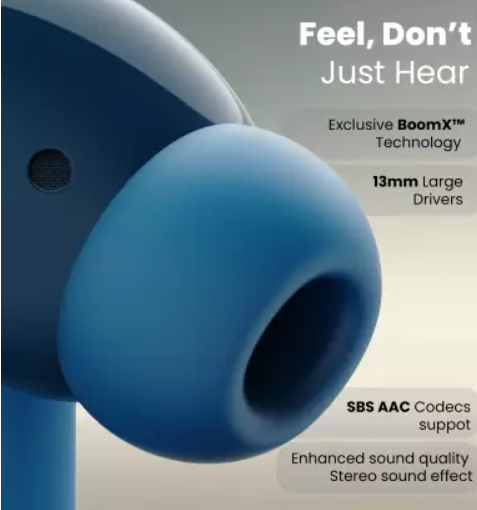 Feel, Don't
Just Hear
Exclusive BoomX™
Technology
13mm Large
Drivers
SBS AAC Codecs
suppot
Enhanced sound quality
Stereo sound effect